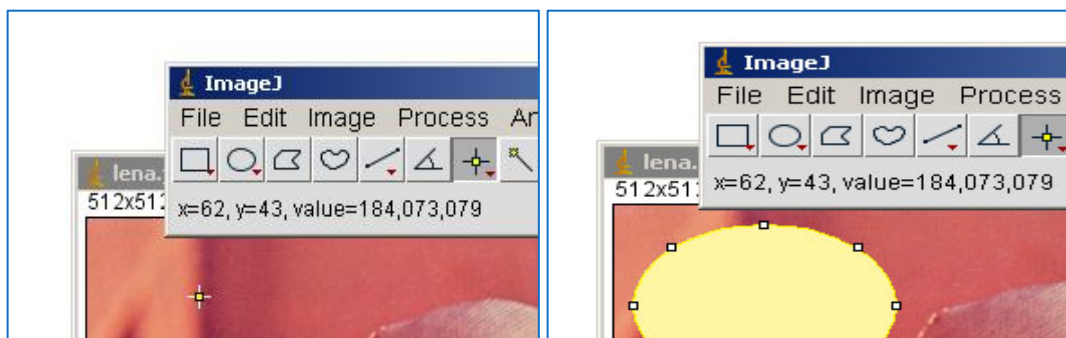 ImageJ
File Edit Image Process
lena.
512x512
x=62, y=43, value=184,073,079
ImageJ
File Edit Image Process
lena.
x=62, y=43, value=184,073,079